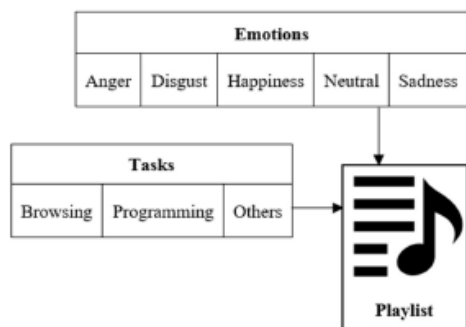 Emotions
Anger Disgust Happiness Neutral Sadness
Tasks
Browsing Programming Others
Playlist